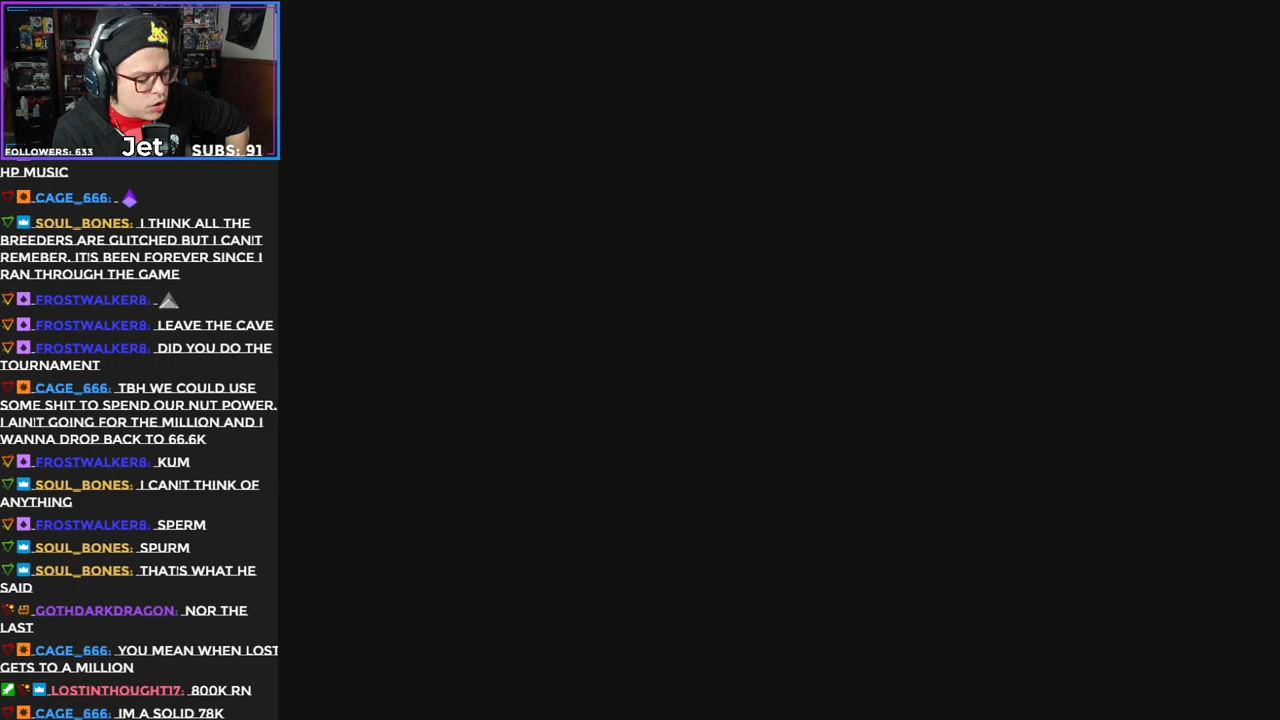 FOLLOWERS: 633
Jet
SUBS: 91
HP MUSIC
CAGE_666:
SOUL_BONES: I THINK ALL THE
BREEDERS ARE GLITCHED BUT I CAN'T
REMEBER. IT'S BEEN FOREVER SINCE I
RAN THROUGH THE GAME
FROSTWALKER8:
FROSTWALKER8: LEAVE THE CAVE
FROSTWALKER8: DID YOU DO THE
TOURNAMENT
CAGE_666: TBH WE COULD USE
SOME SHIT TO SPEND OUR NUT POWER.
I AIN'T GOING FOR THE MILLION AND I
WANNA DROP BACK TO 66.6K
FROSTWALKER8: KUM
SOUL_BONES: I CAN'T THINK OF
ANYTHING
FROSTWALKER8: SPERM
SOUL_BONES: SPURM
SOUL_BONES: THAT'S WHAT HE
SAID
GOTHDARKDRAGON: NOR THE
LAST
CAGE_666: YOU MEAN WHEN LOST
GETS TO A MILLION
LOSTINTHOUGHT17: 800K RN
CAGE_666: IM A SOLID 78K